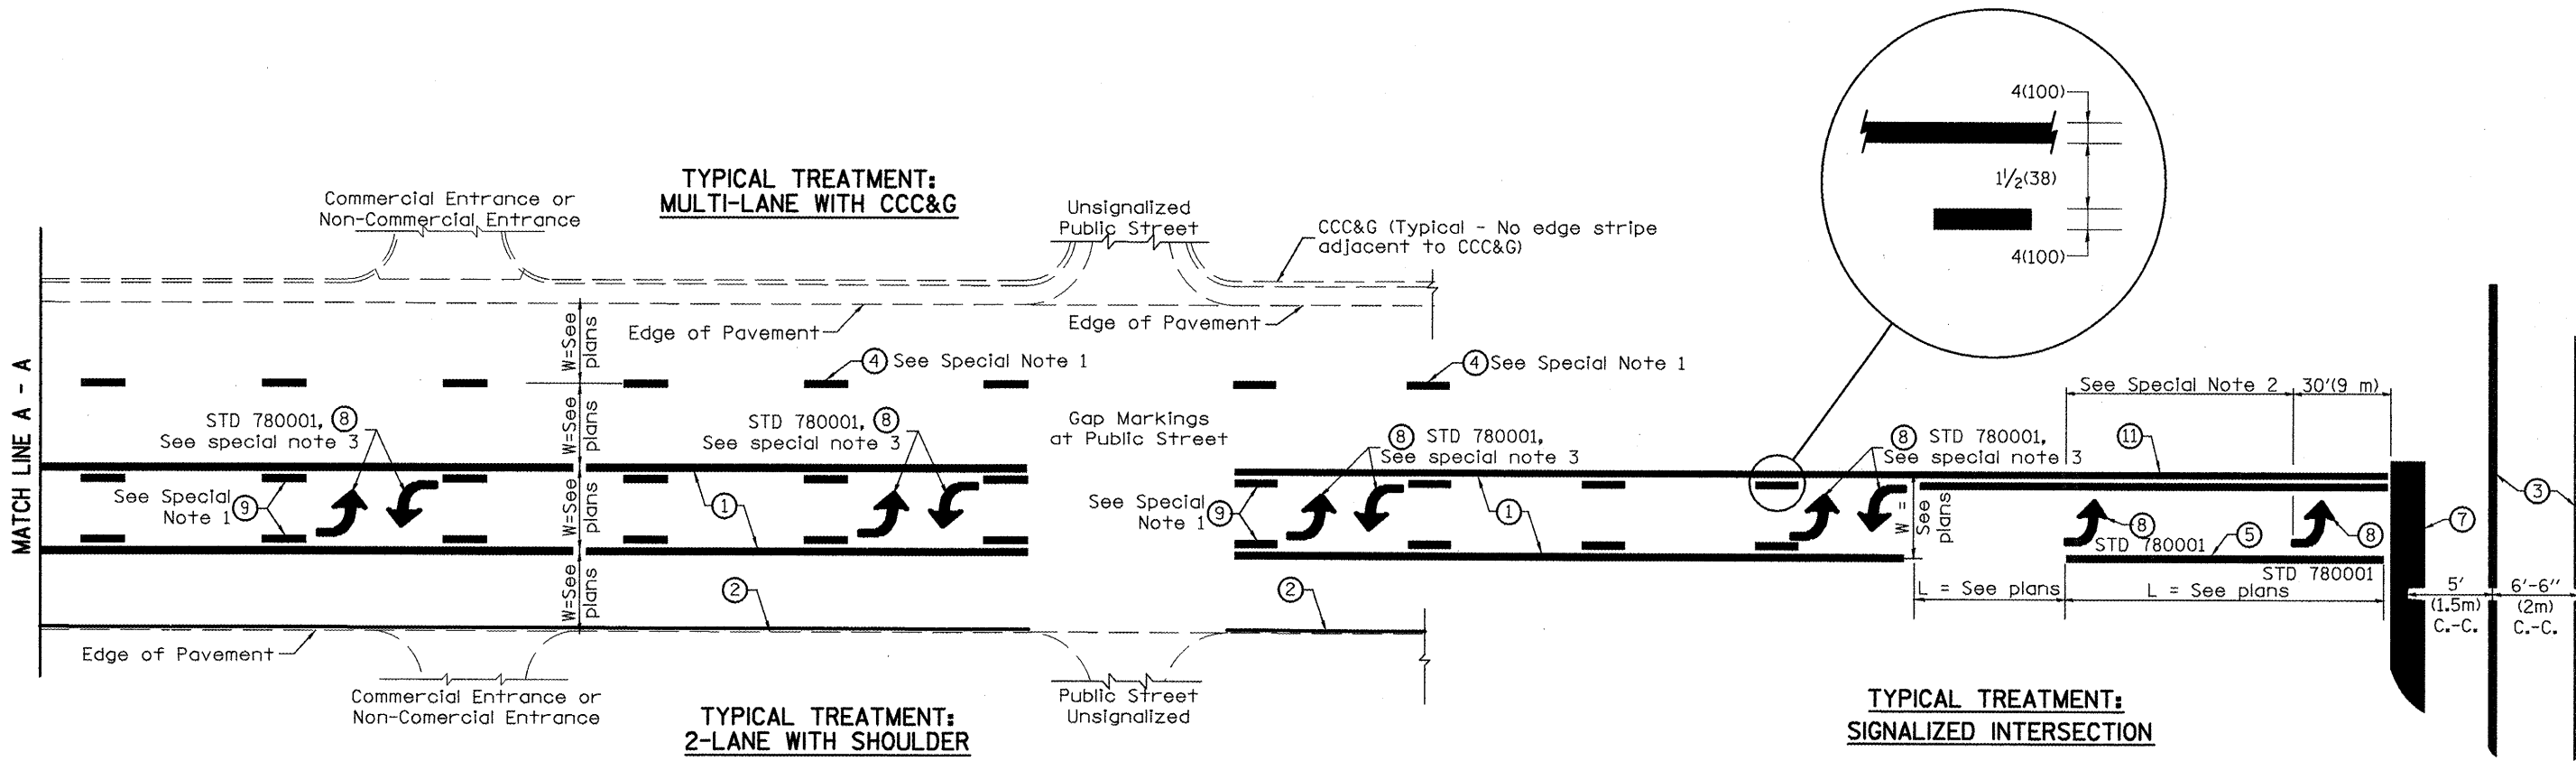 4(100)
1 1/2(38)
4(100)
TYPICAL TREATMENT:
MULTI-LANE WITH CCC&G
Commercial Entrance or
Non-Commercial Entrance
Unsignalized
Public Street
CCC&G (Typical - No edge stripe
adjacent to CCC&G)
Edge of Pavement
Edge of Pavement
W=See
plans
MATCH LINE A - A
4 See Special Note 1
4 See Special Note 1
STD 780001, 8
See special note 3
W=See
plans
STD 780001, 8
See special note 3
Gap Markings
at Public Street
8 STD 780001,
See special note 3
8 STD 780001,
See special note 3
See Special Note 2
30'(9 m)
11
See Special
Note 1
9
W=See
plans
1
See Special
Note 1
9
1
W =
See
plans
8
STD 780001
5
8
STD 780001
7
3
W=See
plans
2
2
L = See plans
L = See plans
5'
(1.5m)
C.-C.
6'-6"
(2m)
C.-C.
Edge of Pavement
Commercial Entrance or
Non-Comercial Entrance
Public Street
Unsignalized
TYPICAL TREATMENT:
2-LANE WITH SHOULDER
TYPICAL TREATMENT:
SIGNALIZED INTERSECTION